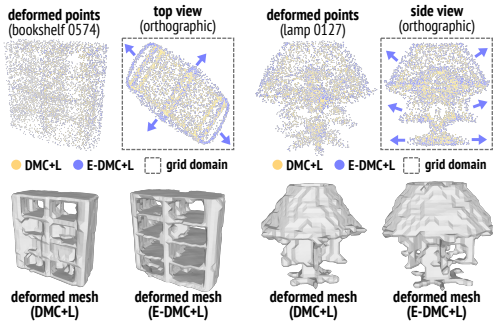 deformed points
(bookshelf 0574)
top view
(orthographic)
deformed points
(lamp 0127)
side view
(orthographic)
DMC+L
E-DMC+L
grid domain
DMC+L
E-DMC+L
grid domain
deformed mesh
(DMC+L)
deformed mesh
(E-DMC+L)
deformed mesh
(DMC+L)
deformed mesh
(E-DMC+L)